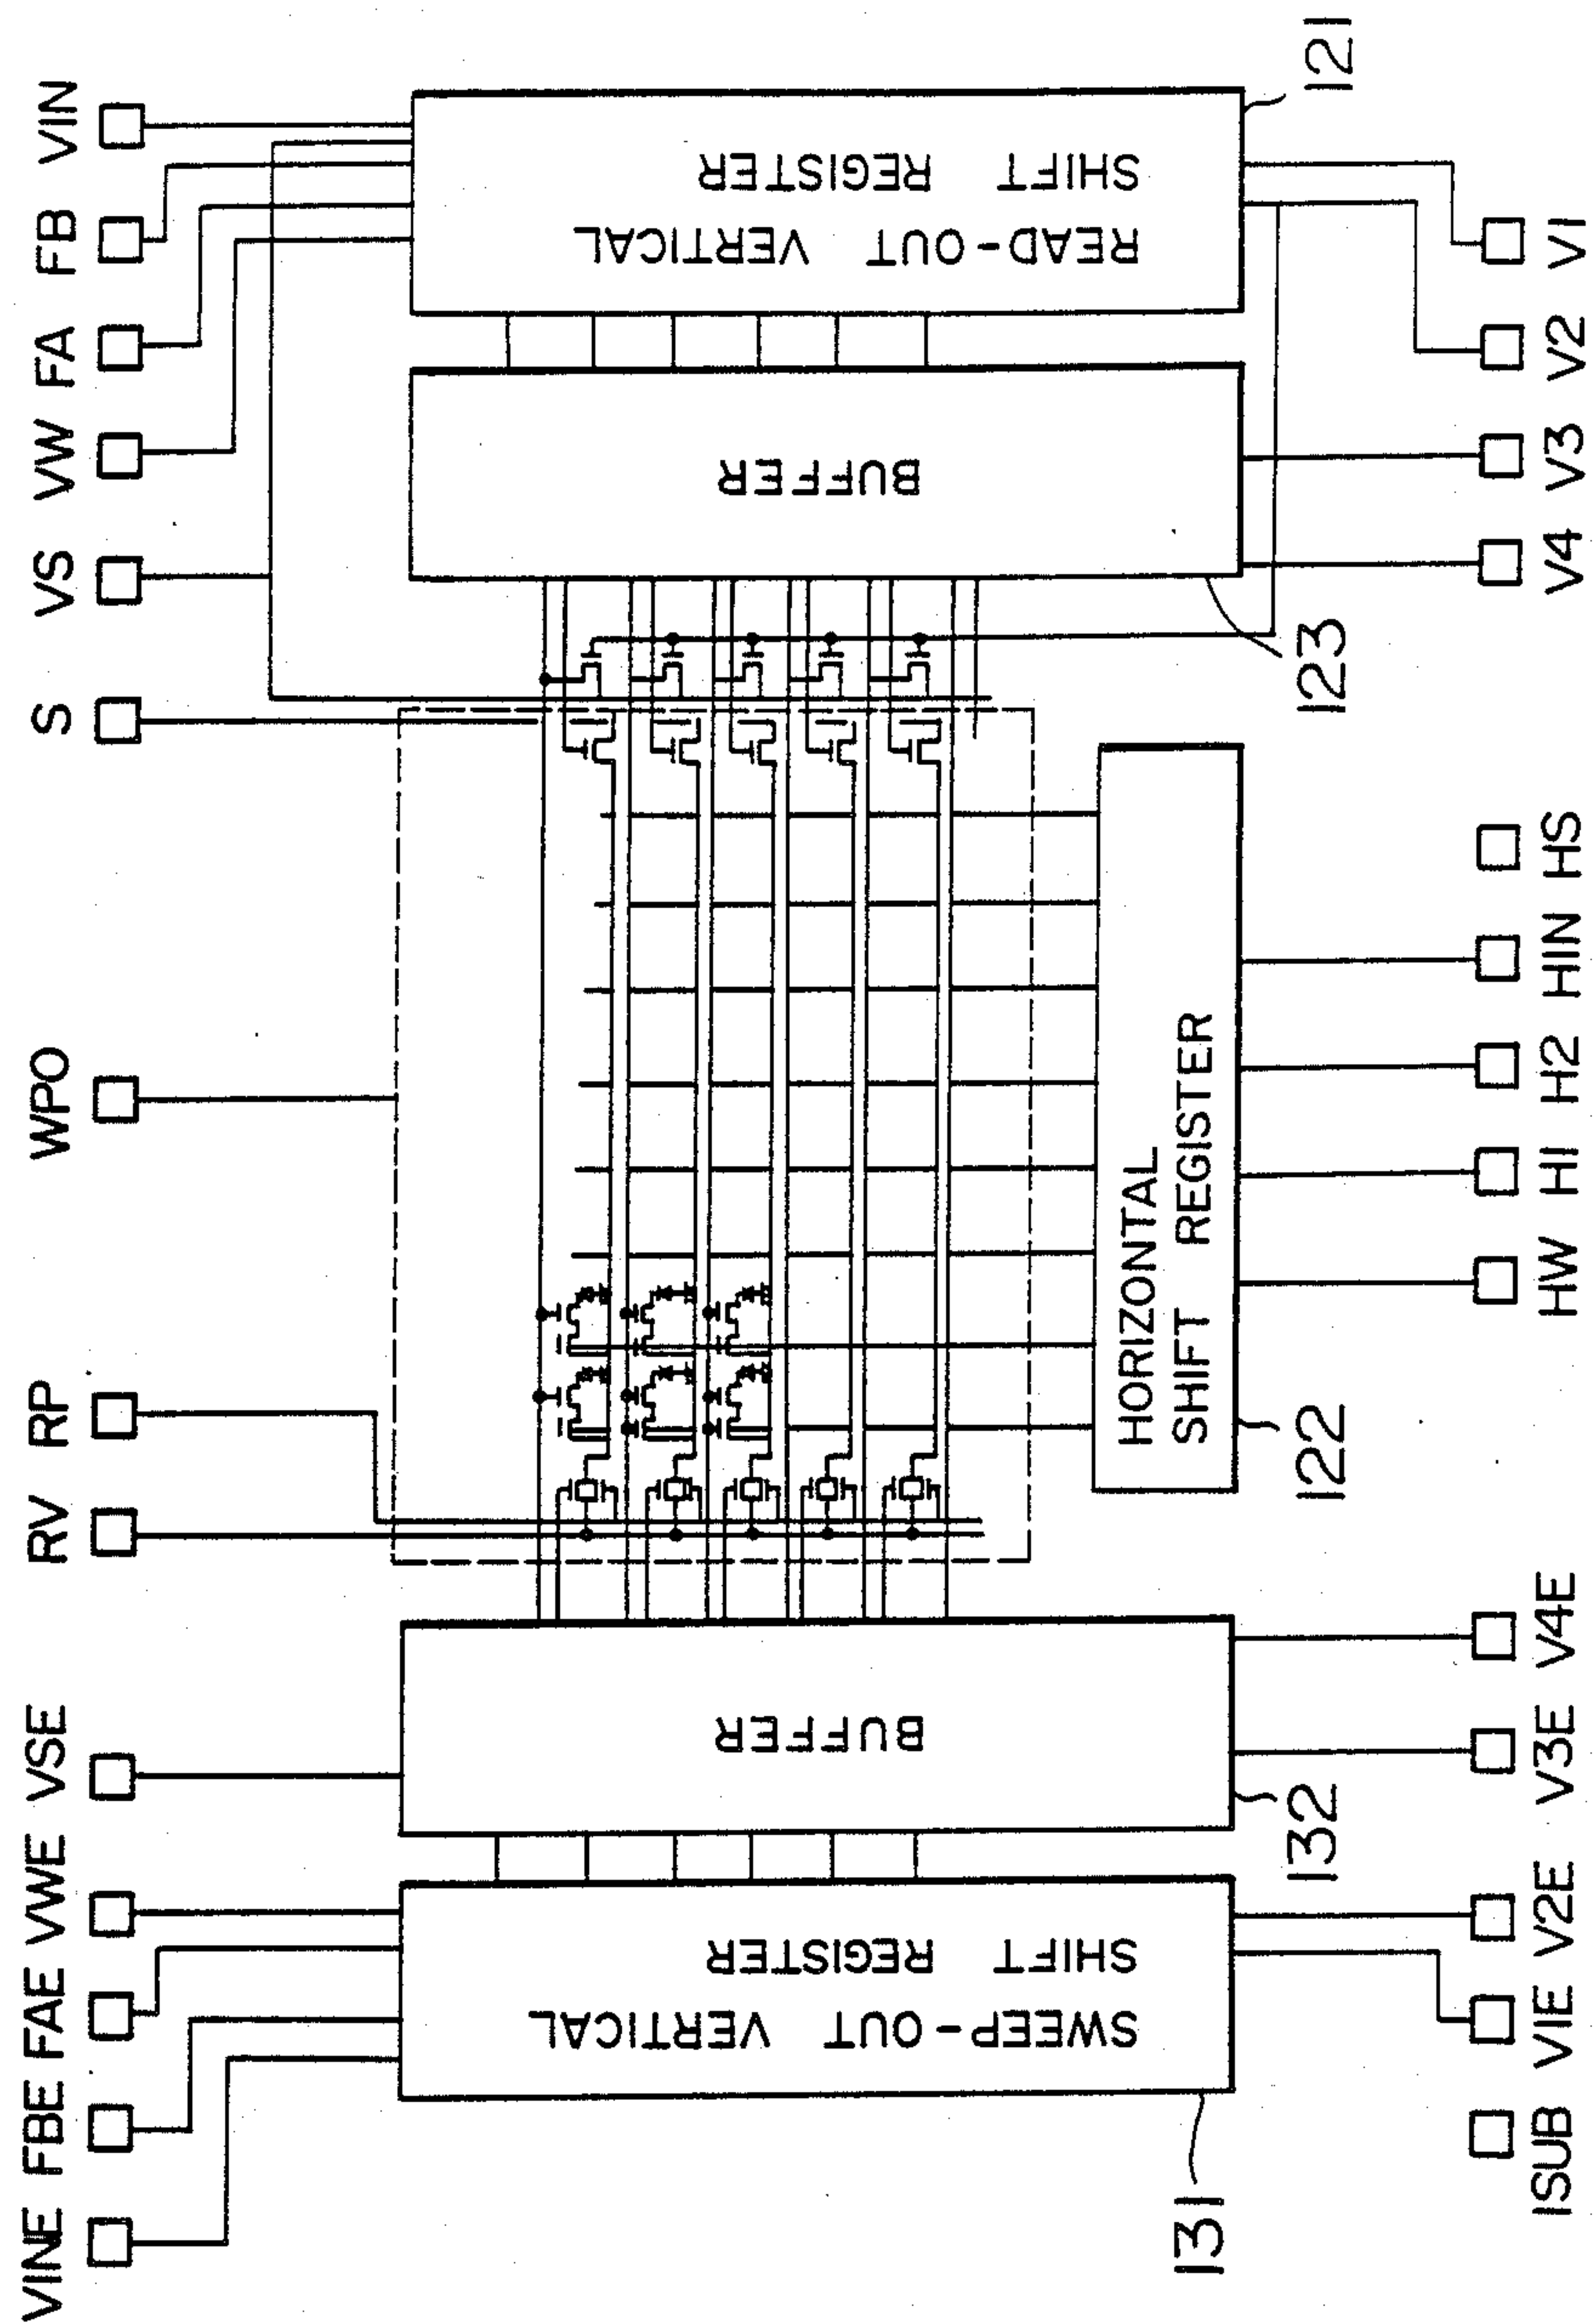 VINE FBE FAE VWE VSE RV RP WPO S VS VW FA FB VIN
SWEEP-OUT VERTICAL
SHIFT REGISTER
BUFFER
BUFFER
READ-OUT VERTICAL
SHIFT REGISTER
HORIZONTAL
SHIFT REGISTER
131
132
122
123
121
ISUB V1E V2E V3E V4E HW H1 H2 HIN HS V4 V3 V2 V1